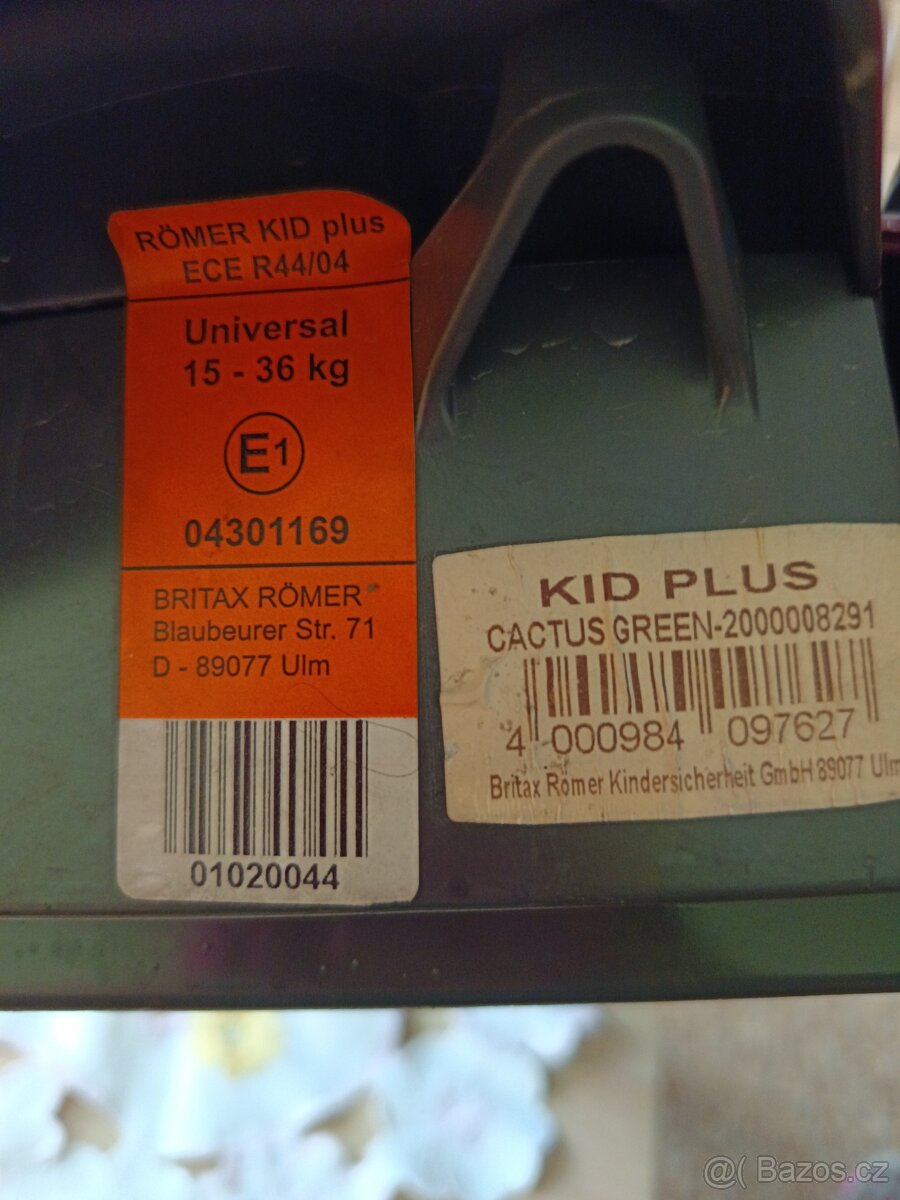 RÖMER KID plus
ECE R44/04
Universal
15 - 36 kg
E1
04301169
BRITAX RÖMER
Blaubeurer Str. 71
D - 89077 Ulm
01020044
KID PLUS
CACTUS GREEN-2000008291
4 000984 097627
Britax Römer Kindersicherheit GmbH 89077 Ulm
@ Bazos.cz